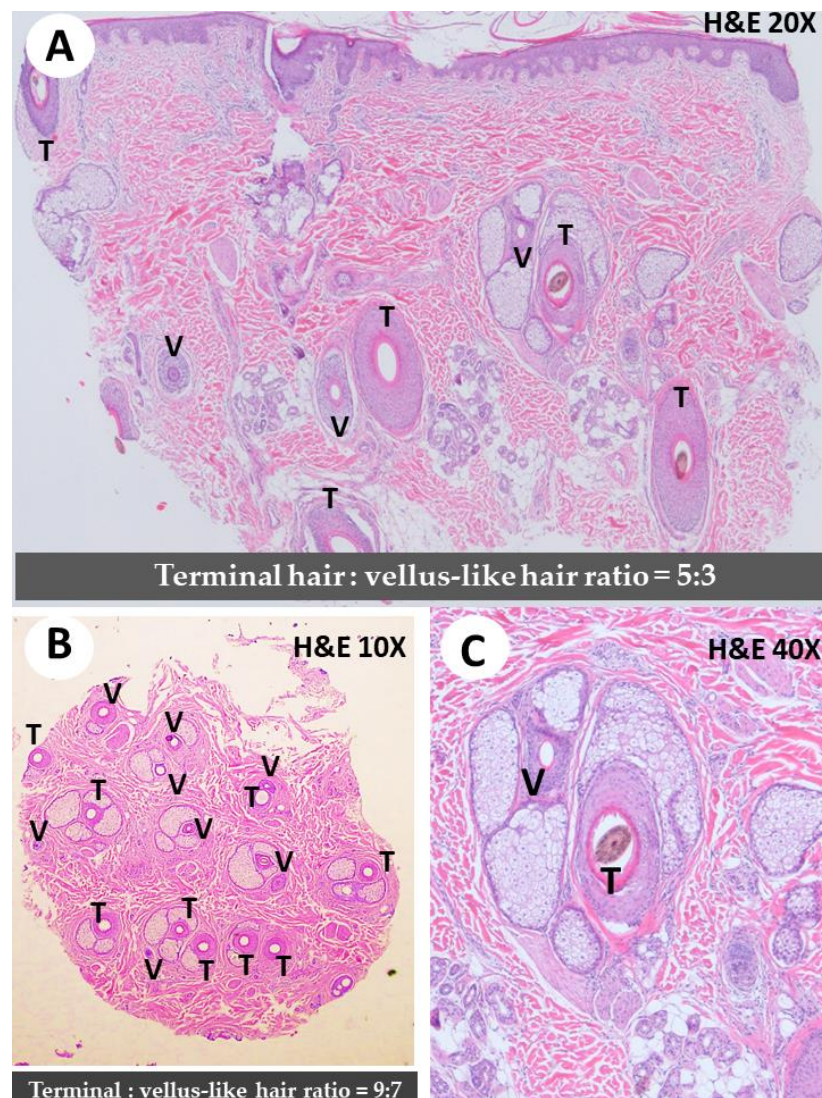 A
H&E 20X
T
V
T
T
V
V
T
T
Terminal hair : vellus-like hair ratio = 5:3
B
H&E 10X
V
V
T
V
V
T
T
V
V
V
T
T
T
V
T
T
T
Terminal : vellus-like hair ratio = 9:7
C
H&E 40X
V
T